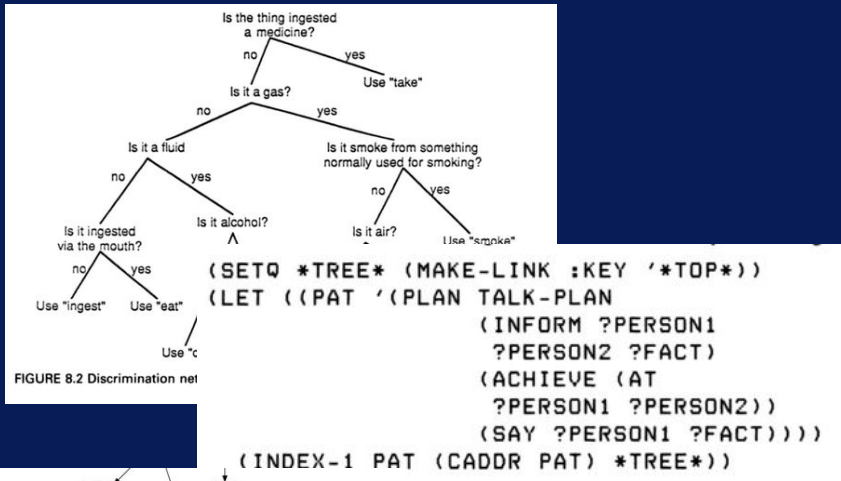 Is the thing ingested
a medicine?
no
yes
Use "take"
Is it a gas?
no
yes
Is it a fluid
Is it smoke from something
normally used for smoking?
no
yes
no
yes
Is it ingested
via the mouth?
Is it alcohol?
Is it air?
Use "smoke"
no
yes
Use "ingest"
Use "eat"
Use
FIGURE 8.2 Discrimination
(SETQ *TREE* (MAKE-LINK :KEY '*TOP*))
(LET ((PAT '(PLAN TALK-PLAN
(INFORM ?PERSON1
?PERSON2 ?FACT)
(ACHIEVE (AT
?PERSON1 ?PERSON2))
(SAY ?PERSON1 ?FACT))))
(INDEX-1 PAT (CADDR PAT) *TREE*))